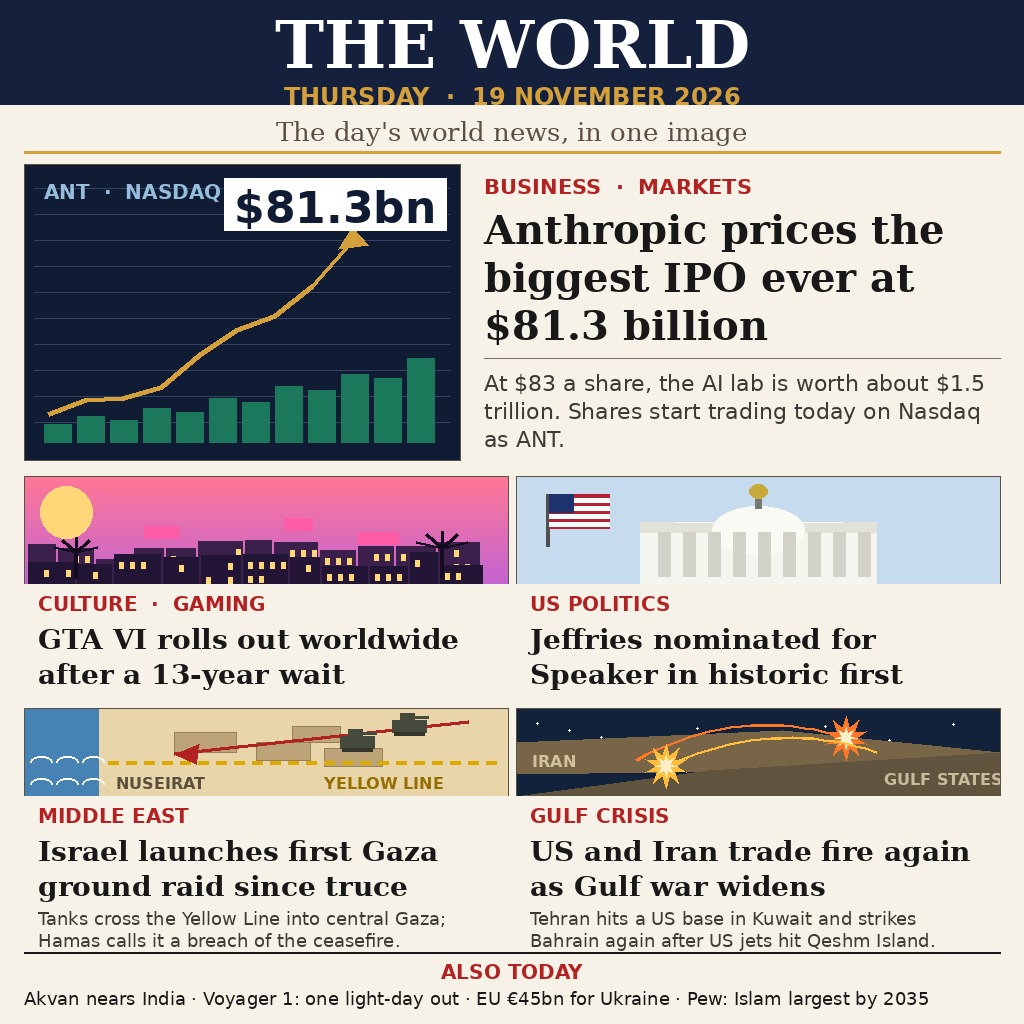 THE WORLD
THURSDAY · 19 NOVEMBER 2026
The day's world news, in one image
ANT · NASDAQ
$81.3bn
BUSINESS · MARKETS
Anthropic prices the
biggest IPO ever at
$81.3 billion
At $83 a share, the AI lab is worth about $1.5
trillion. Shares start trading today on Nasdaq
as ANT.
CULTURE · GAMING
GTA VI rolls out worldwide
after a 13-year wait
US POLITICS
Jeffries nominated for
Speaker in historic first
NUSEIRAT
YELLOW LINE
MIDDLE EAST
Israel launches first Gaza
ground raid since truce
Tanks cross the Yellow Line into central Gaza;
Hamas calls it a breach of the ceasefire.
IRAN
GULF STATES
GULF CRISIS
US and Iran trade fire again
as Gulf war widens
Tehran hits a US base in Kuwait and strikes
Bahrain again after US jets hit Qeshm Island.
ALSO TODAY
Akvan nears India · Voyager 1: one light-day out · EU €45bn for Ukraine · Pew: Islam largest by 2035